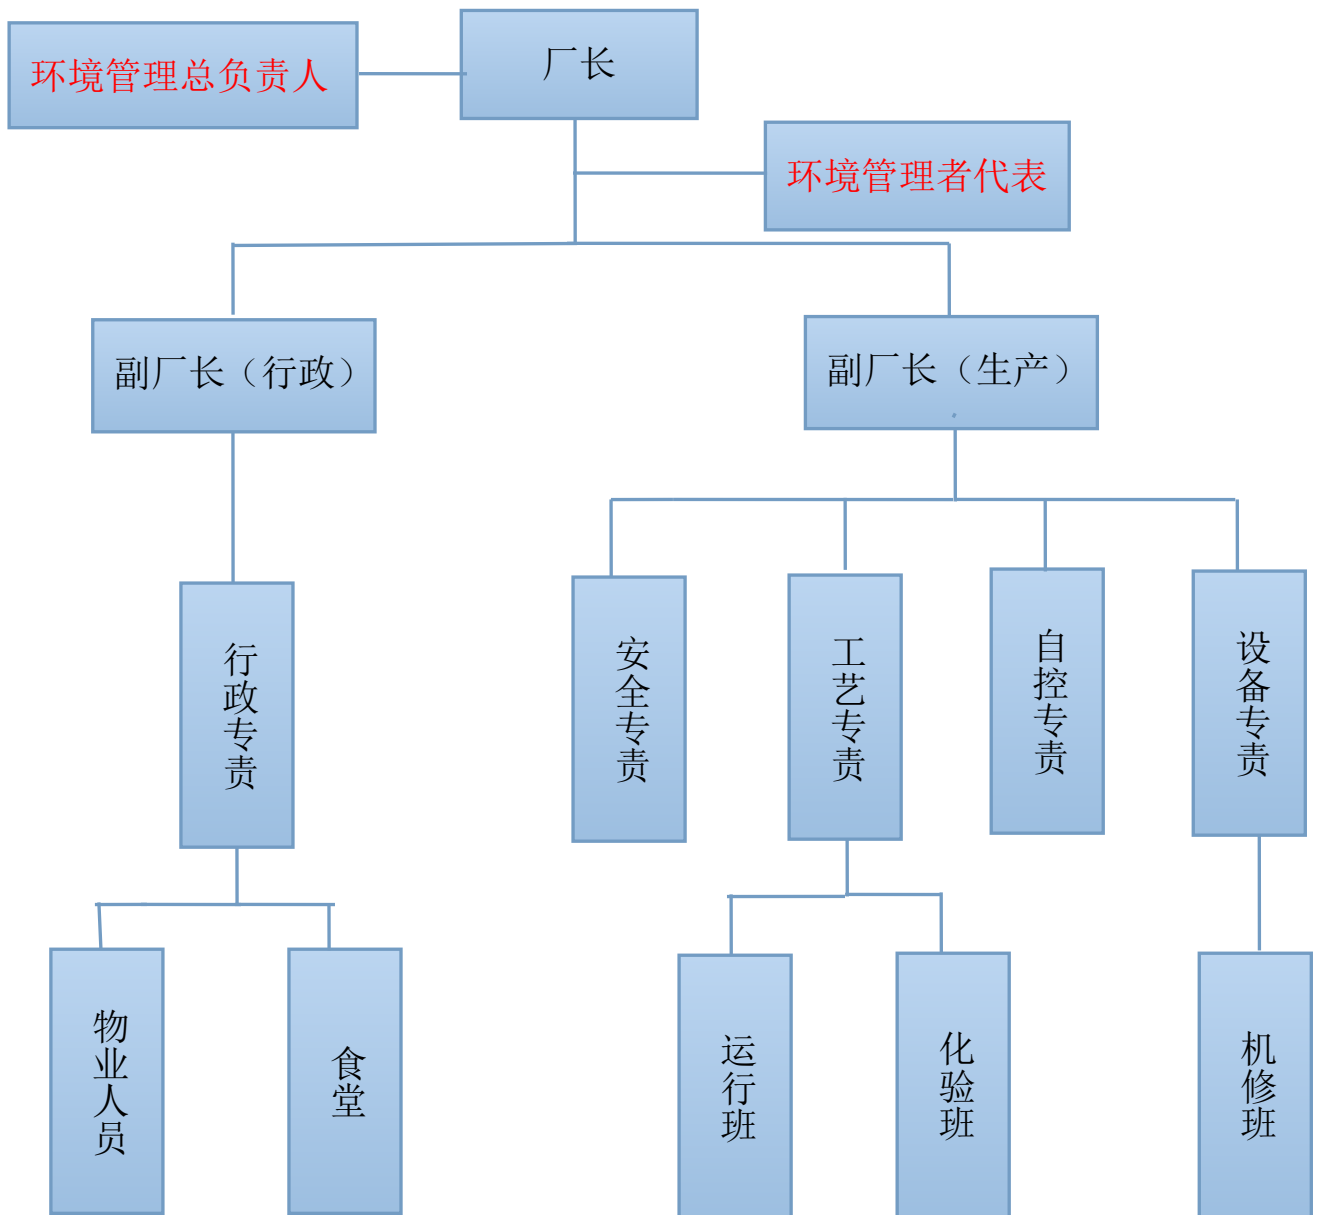 环境管理总负责人
厂长
环境管理者代表
副厂长（行政）
副厂长（生产）
行政专责
安全专责
工艺专责
自控专责
设备专责
物业人员
食堂
运行班
化验班
机修班